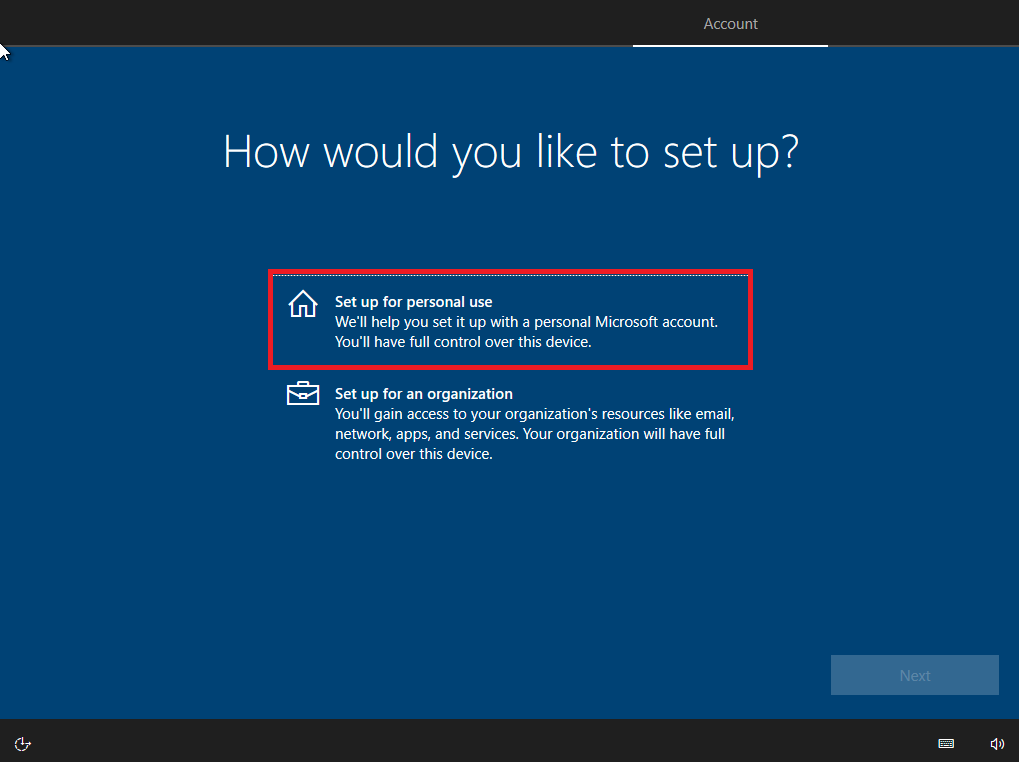 Account
How would you like to set up?
Set up for personal use
We'll help you set it up with a personal Microsoft account.
You'll have full control over this device.
Set up for an organization
You'll gain access to your organization's resources like email,
network, apps, and services. Your organization will have full
control over this device.
Next